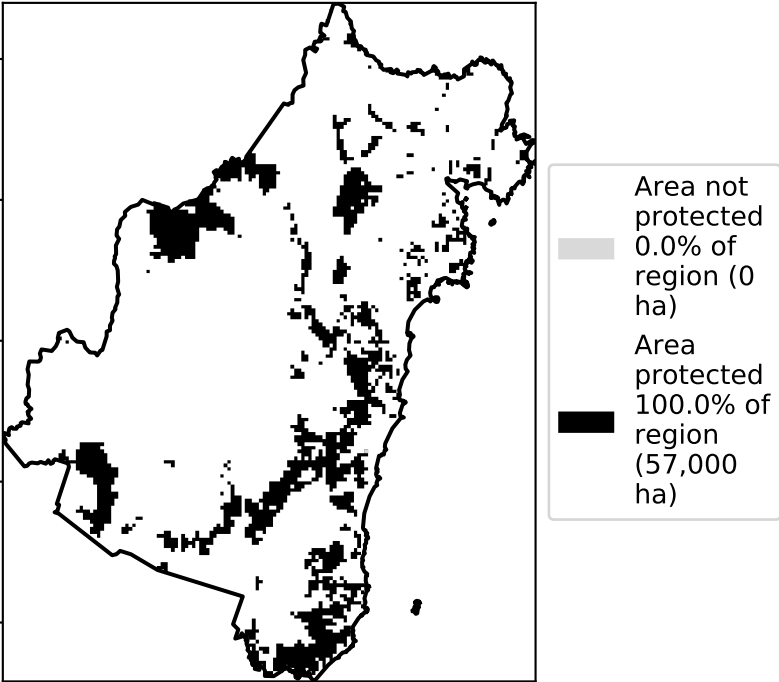 Area not
protected
0.0% of
region (0
ha)
Area
protected
100.0% of
region
(57,000
ha)